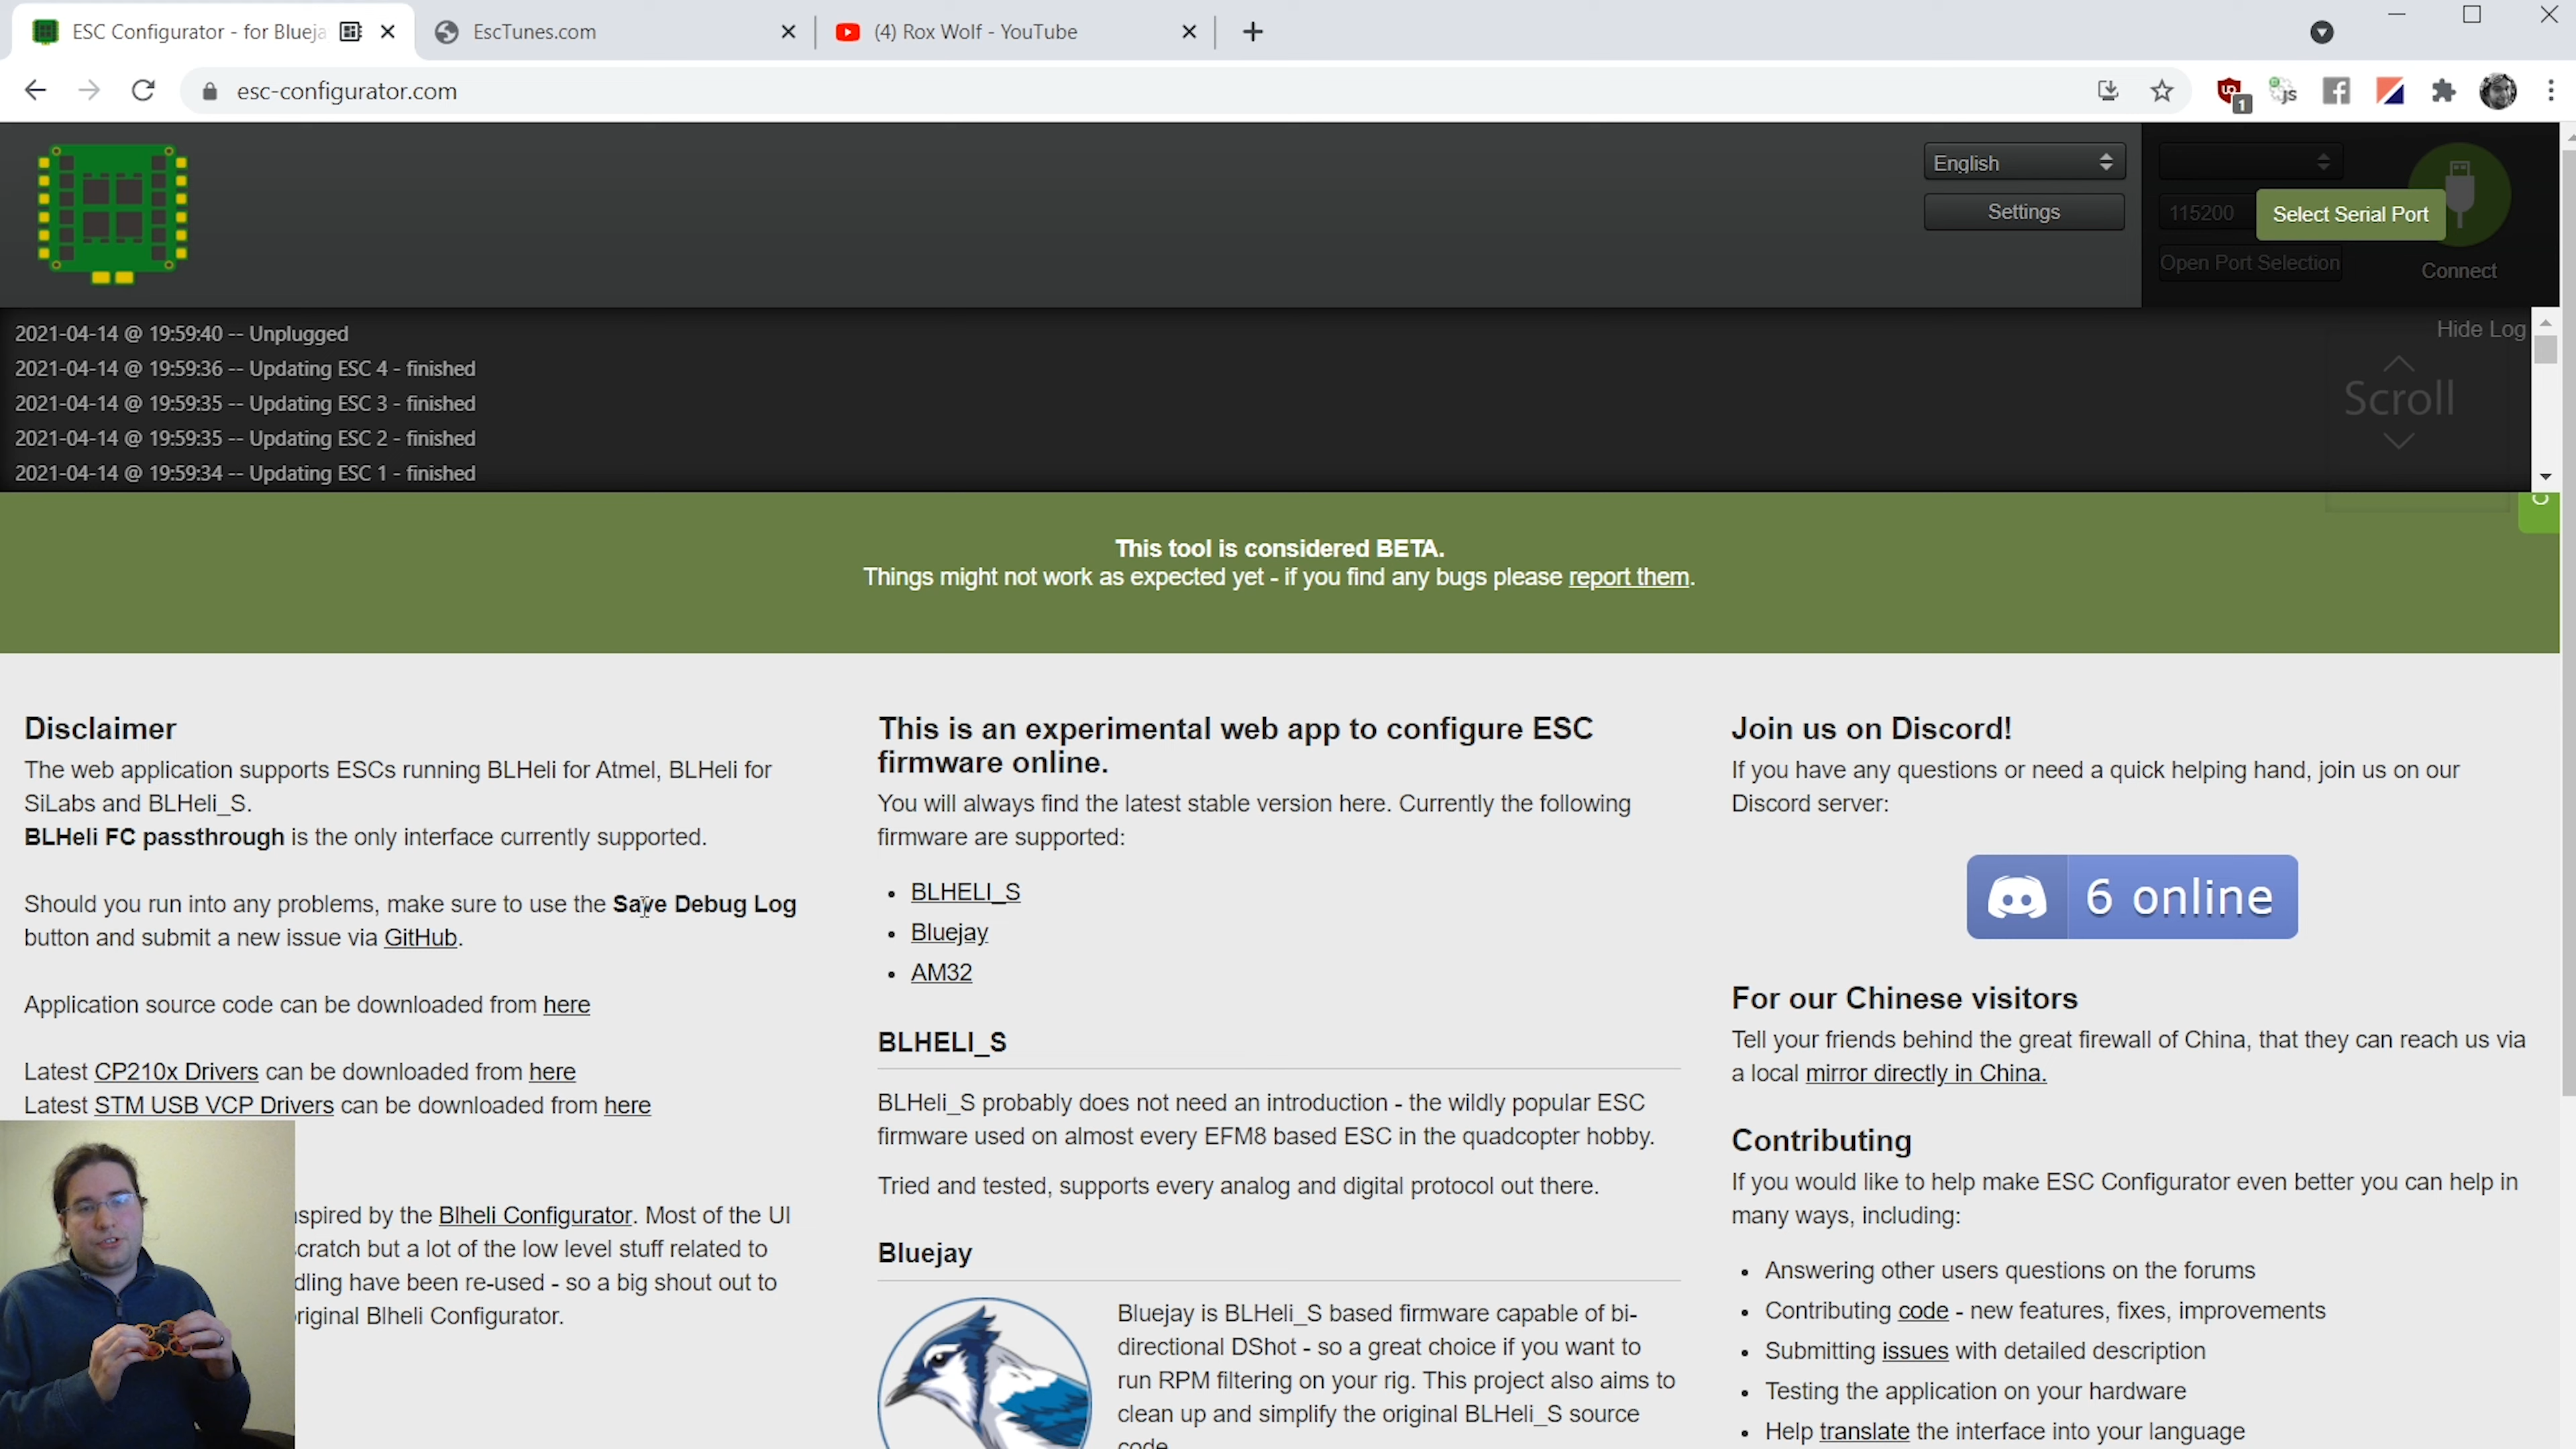 ESC Configurator - for Blueja
EscTunes.com
(4) Rox Wolf - YouTube
esc-configurator.com
1
js
English
Settings
115200
Select Serial Port
Open Port Selection
Connect
2021-04-14 @ 19:59:40 -- Unplugged
2021-04-14 @ 19:59:36 -- Updating ESC 4 - finished
2021-04-14 @ 19:59:35 -- Updating ESC 3 - finished
2021-04-14 @ 19:59:35 -- Updating ESC 2 - finished
2021-04-14 @ 19:59:34 -- Updating ESC 1 - finished
Hide Log
Scroll
This tool is considered BETA.
Things might not work as expected yet - if you find any bugs please report them.
Disclaimer
The web application supports ESCs running BLHeli for Atmel, BLHeli for
SiLabs and BLHeli_S.
BLHeli FC passthrough is the only interface currently supported.
Should you run into any problems, make sure to use the Save Debug Log
button and submit a new issue via GitHub.
Application source code can be downloaded from here
Latest CP210x Drivers can be downloaded from here
Latest STM USB VCP Drivers can be downloaded from here
spired by the Blheli Configurator. Most of the UI
cratch but a lot of the low level stuff related to
dling have been re-used - so a big shout out to
riginal Blheli Configurator.
This is an experimental web app to configure ESC
firmware online.
You will always find the latest stable version here. Currently the following
firmware are supported:
• BLHELI_S
• Bluejay
• AM32
BLHELI_S
BLHeli_S probably does not need an introduction - the wildly popular ESC
firmware used on almost every EFM8 based ESC in the quadcopter hobby.
Tried and tested, supports every analog and digital protocol out there.
Bluejay
Bluejay is BLHeli_S based firmware capable of bi-
directional DShot - so a great choice if you want to
run RPM filtering on your rig. This project also aims to
clean up and simplify the original BLHeli_S source
code
Join us on Discord!
If you have any questions or need a quick helping hand, join us on our
Discord server:
6 online
For our Chinese visitors
Tell your friends behind the great firewall of China, that they can reach us via
a local mirror directly in China.
Contributing
If you would like to help make ESC Configurator even better you can help in
many ways, including:
• Answering other users questions on the forums
• Contributing code - new features, fixes, improvements
• Submitting issues with detailed description
• Testing the application on your hardware
• Help translate the interface into your language